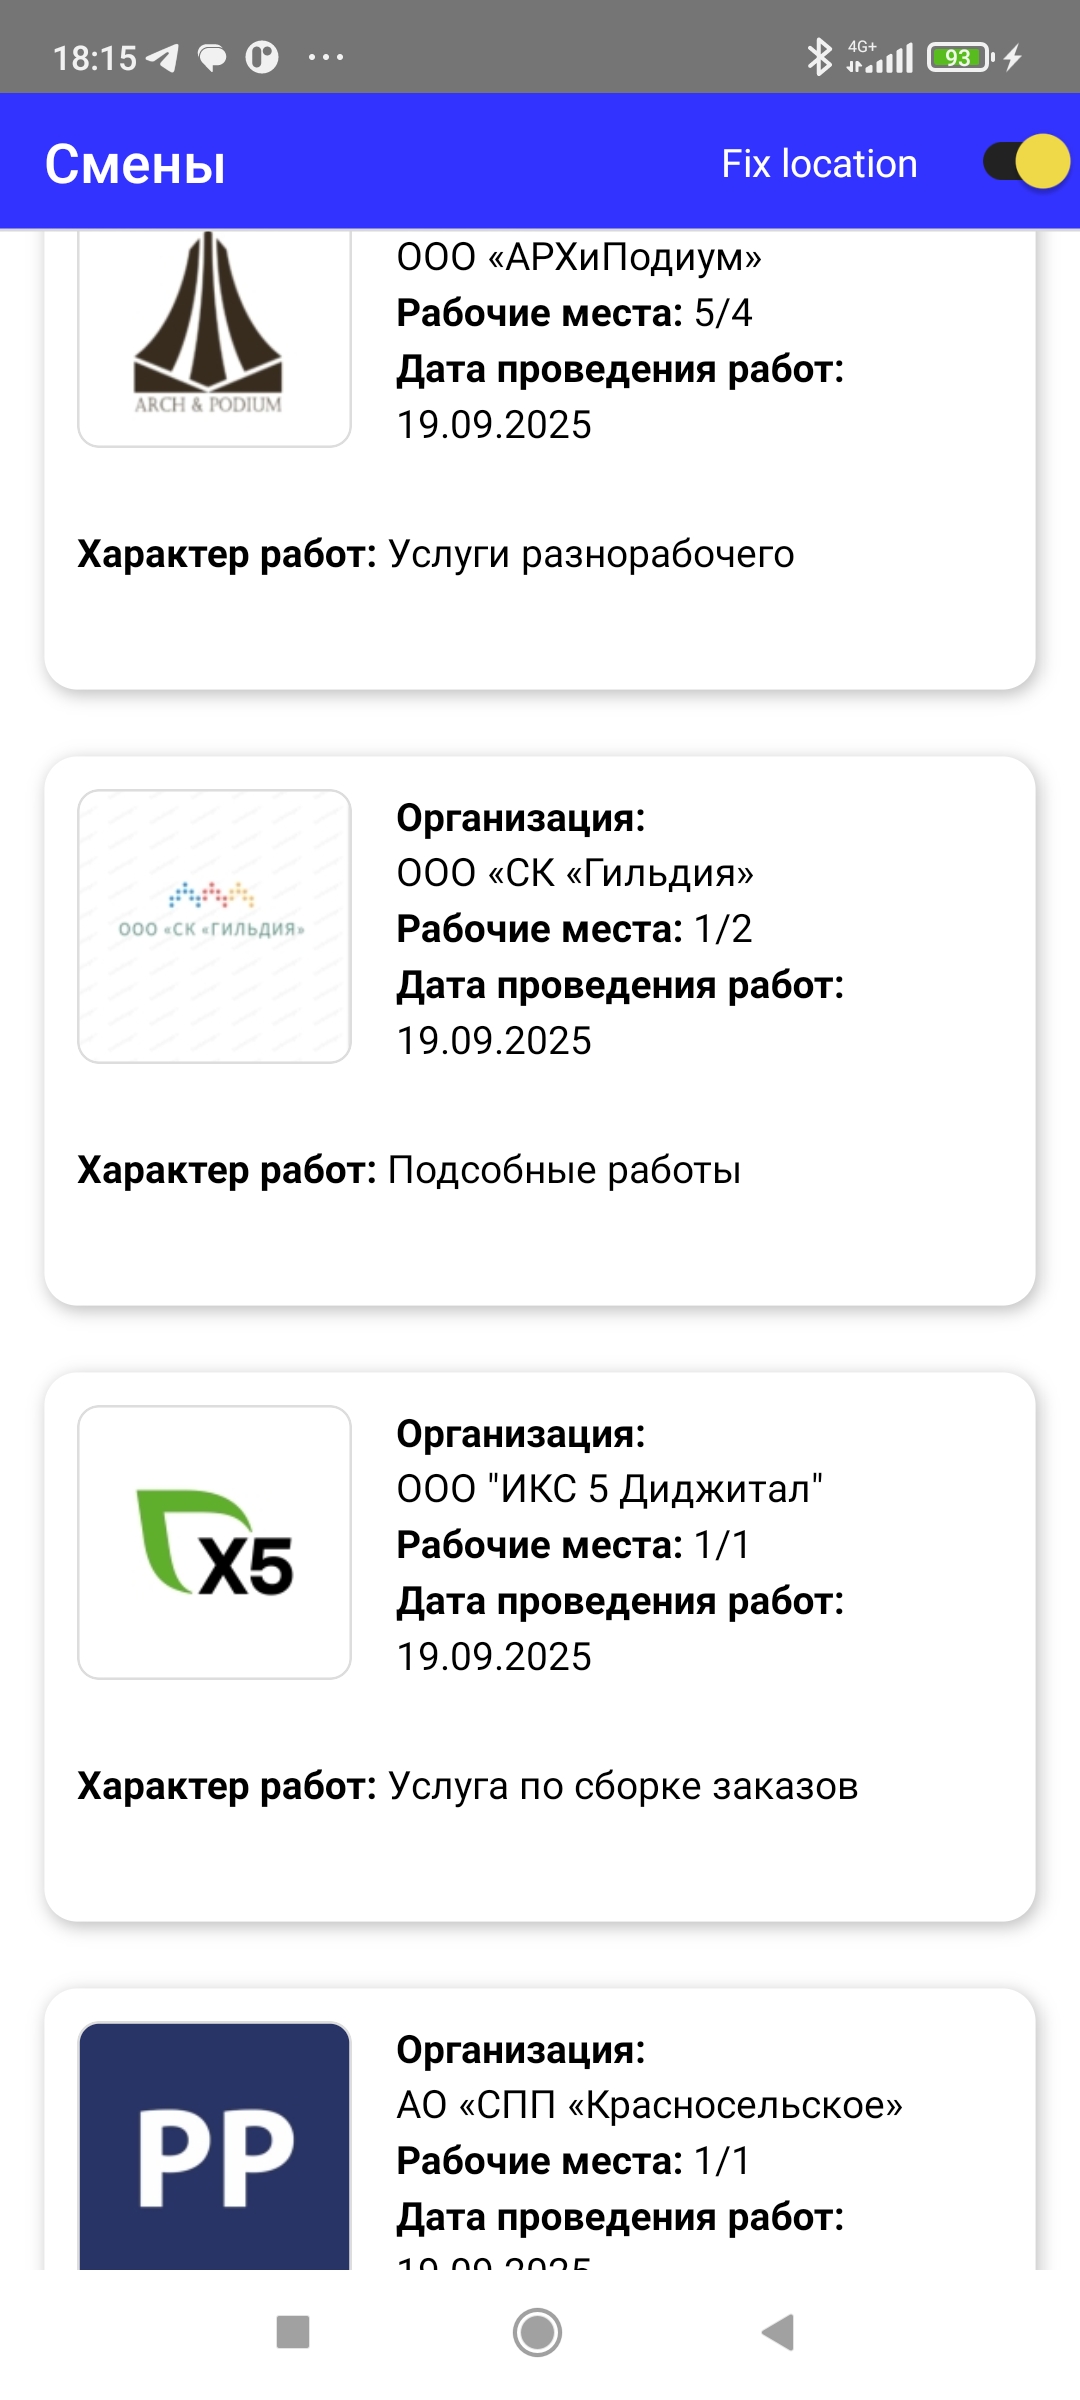 18:15
4G+
93
Смены
Fix location
ARCH & PODIUM
ООО «АРХиПодиум»
Рабочие места: 5/4
Дата проведения работ:
19.09.2025
Характер работ: Услуги разнорабочего
ООО «СК «ГИЛЬДИЯ»
Организация:
ООО «СК «Гильдия»
Рабочие места: 1/2
Дата проведения работ:
19.09.2025
Характер работ: Подсобные работы
X5
Организация:
ООО "ИКС 5 Диджитал"
Рабочие места: 1/1
Дата проведения работ:
19.09.2025
Характер работ: Услуга по сборке заказов
PP
Организация:
АО «СПП «Красносельское»
Рабочие места: 1/1
Дата проведения работ:
19.09.2025